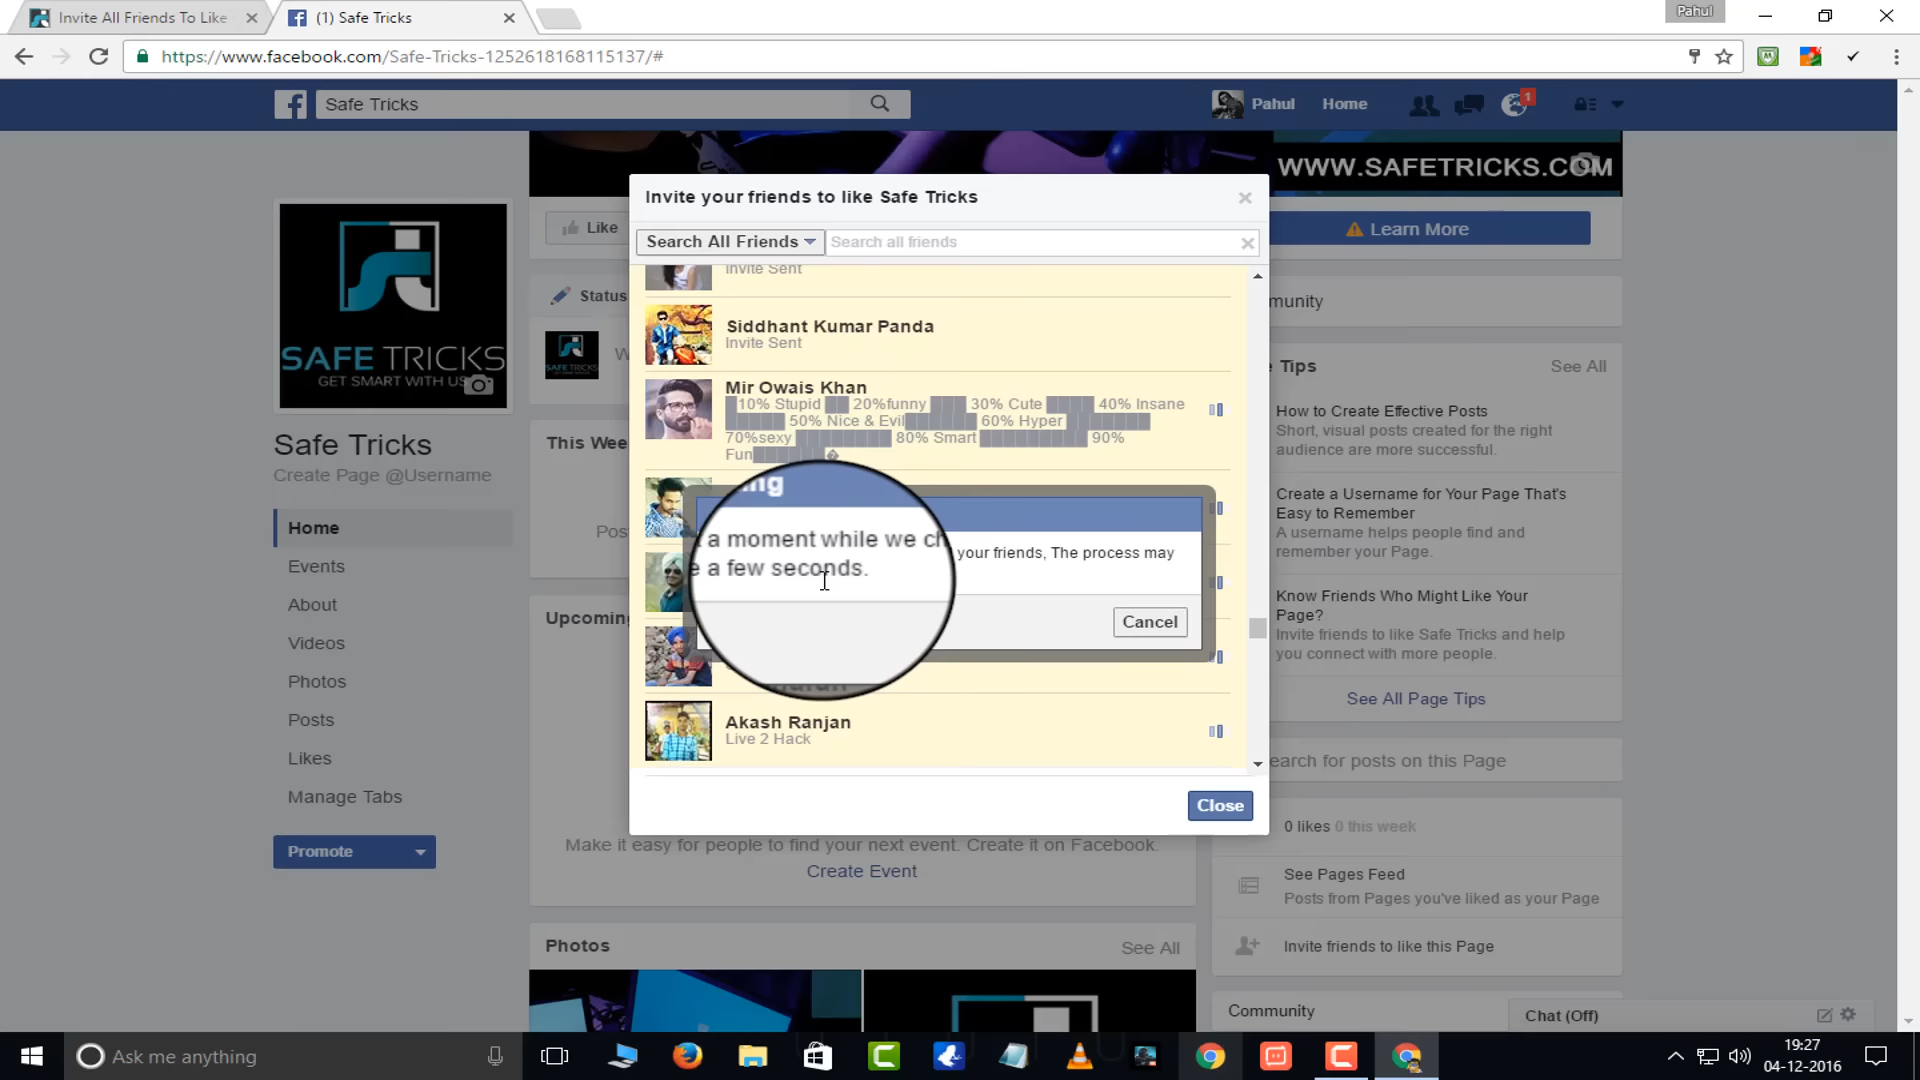 Invite All Friends To Like
(1) Safe Tricks
Pahul
https://www.facebook.com/Safe-Tricks-1252618168115137/#
Safe Tricks
Pahul
Home
1
WWW.SAFETRICKS.COM
SAFE TRICKS
GET SMART WITH US
Safe Tricks
Create Page @Username
Home
Events
About
Videos
Photos
Posts
Likes
Manage Tabs
Promote
Like
Learn More
Status
SAFE TRICKS
This Wee
Upcoming
Make it easy for people to find your next event. Create it on Facebook.
Create Event
Photos
See All
Invite your friends to like Safe Tricks
Search All Friends
Search all friends
Invite Sent
Siddhant Kumar Panda
Invite Sent
Mir Owais Khan
█10% Stupid ██ 20%funny ███ 30% Cute ████ 40% Insane
█████ 50% Nice & Evil██████ 60% Hyper ███████
70%sexy ████████ 80% Smart █████████ 90%
Fun
a moment while we ch your friends, The process may
e a few seconds.
Cancel
Akash Ranjan
Live 2 Hack
Close
munity
Tips
See All
How to Create Effective Posts
Short, visual posts created for the right
audience are more successful.
Create a Username for Your Page That's
Easy to Remember
A username helps people find and
remember your Page.
Know Friends Who Might Like Your
Page?
Invite friends to like Safe Tricks and help
you connect with more people.
See All Page Tips
earch for posts on this Page
0 likes 0 this week
See Pages Feed
Posts from Pages you've liked as your Page
Invite friends to like this Page
Community
Chat (Off)
Ask me anything
19:27
04-12-2016